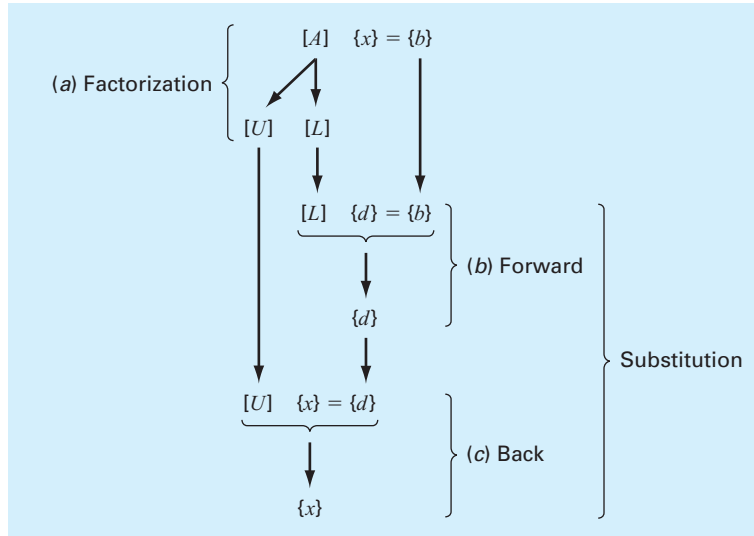 [A] {x} = {b}
(a) Factorization
[U] [L]
[L] {d} = {b}
(b) Forward
{d}
Substitution
[U] {x} = {d}
(c) Back
{x}